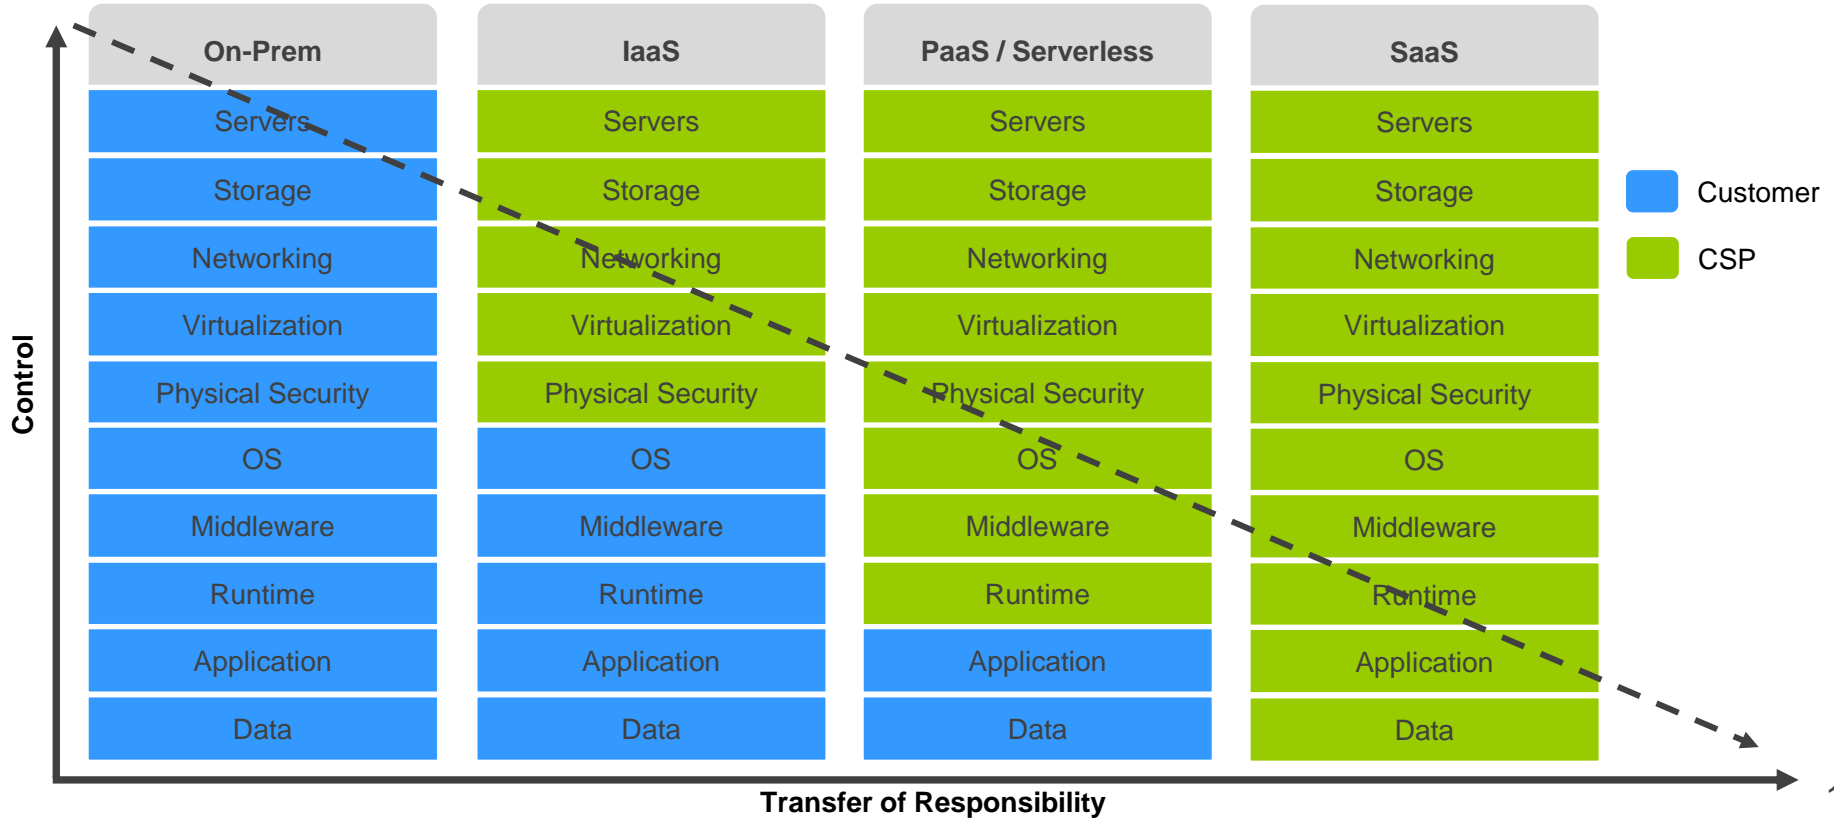 On-Prem
IaaS
PaaS / Serverless
SaaS
Servers
Servers
Servers
Servers
Storage
Storage
Storage
Storage
Networking
Networking
Networking
Networking
Virtualization
Virtualization
Virtualization
Virtualization
Physical Security
Physical Security
Physical Security
Physical Security
OS
OS
OS
OS
Middleware
Middleware
Middleware
Middleware
Runtime
Runtime
Runtime
Runtime
Application
Application
Application
Application
Data
Data
Data
Data
Customer
CSP
Control
Transfer of Responsibility